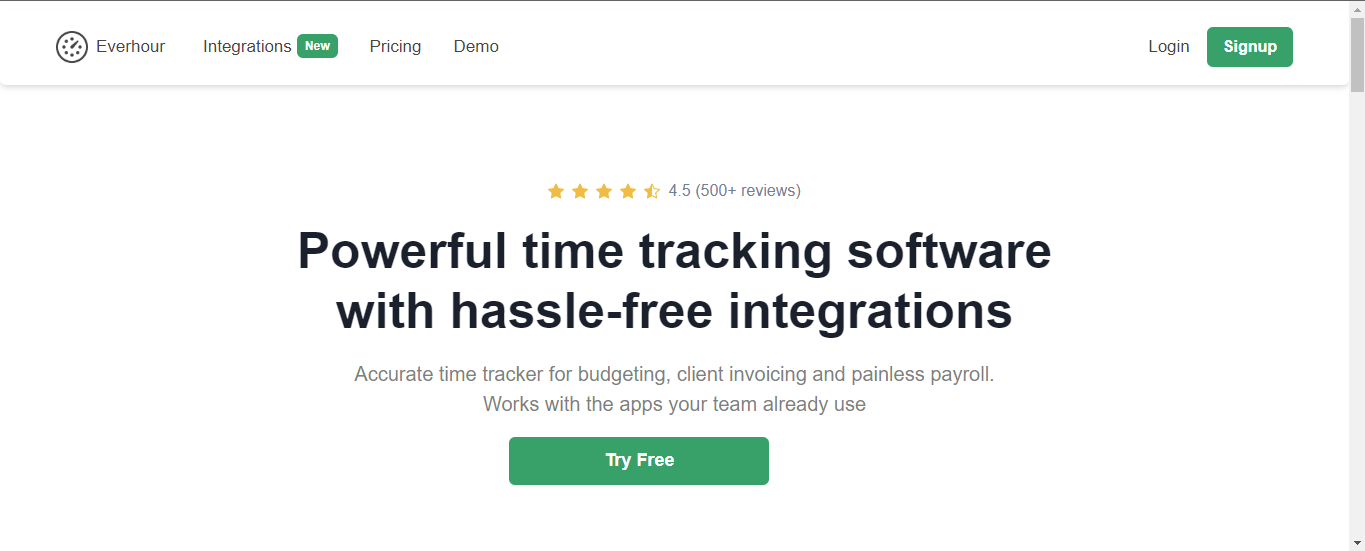 Everhour Integrations New Pricing Demo Login Signup
4.5 (500+ reviews)
Powerful time tracking software
with hassle-free integrations
Accurate time tracker for budgeting, client invoicing and painless payroll.
Works with the apps your team already use
Try Free